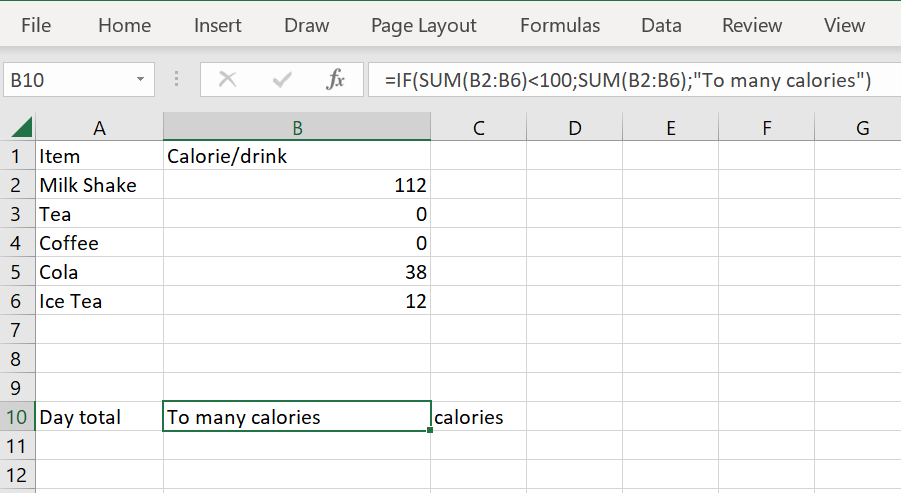 File Home Insert Draw Page Layout Formulas Data Review View
B10 fx =IF(SUM(B2:B6)<100;SUM(B2:B6);"To many calories")
A B C D E F G
1 Item Calorie/drink
2 Milk Shake 112
3 Tea 0
4 Coffee 0
5 Cola 38
6 Ice Tea 12
7
8
9
10 Day total To many calories calories
11
12